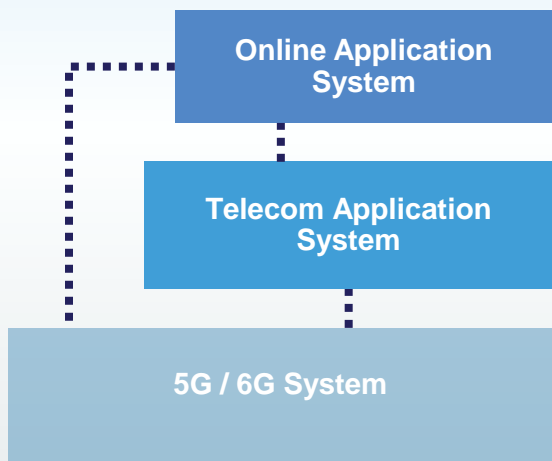 Online Application
System
Telecom Application
System
5G / 6G System